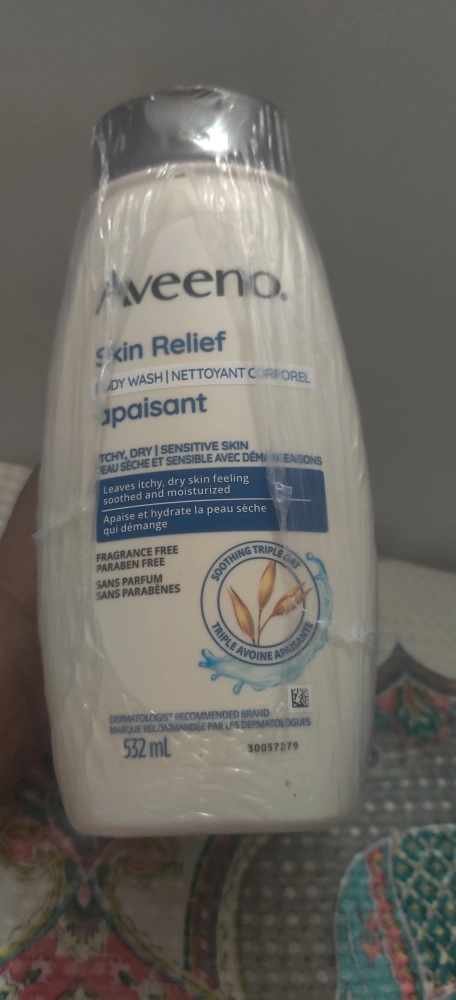 Aveeno.
Skin Relief
BODY WASH | NETTOYANT CORPOREL
apaisant
ITCHY, DRY | SENSITIVE SKIN
PEAU SÈCHE ET SENSIBLE AVEC DÉMANGEAISONS
Leaves itchy, dry skin feeling
soothed and moisturized
Apaise et hydrate la peau sèche
qui démange
FRAGRANCE FREE
PARABEN FREE
SANS PARFUM
SANS PARABÈNES
SOOTHING TRIPLE OAT
TRIPLE AVOINE APAISANTE
DERMATOLOGIST RECOMMENDED BRAND
MARQUE RECOMMANDÉE PAR LES DERMATOLOGUES
532 mL
30057279